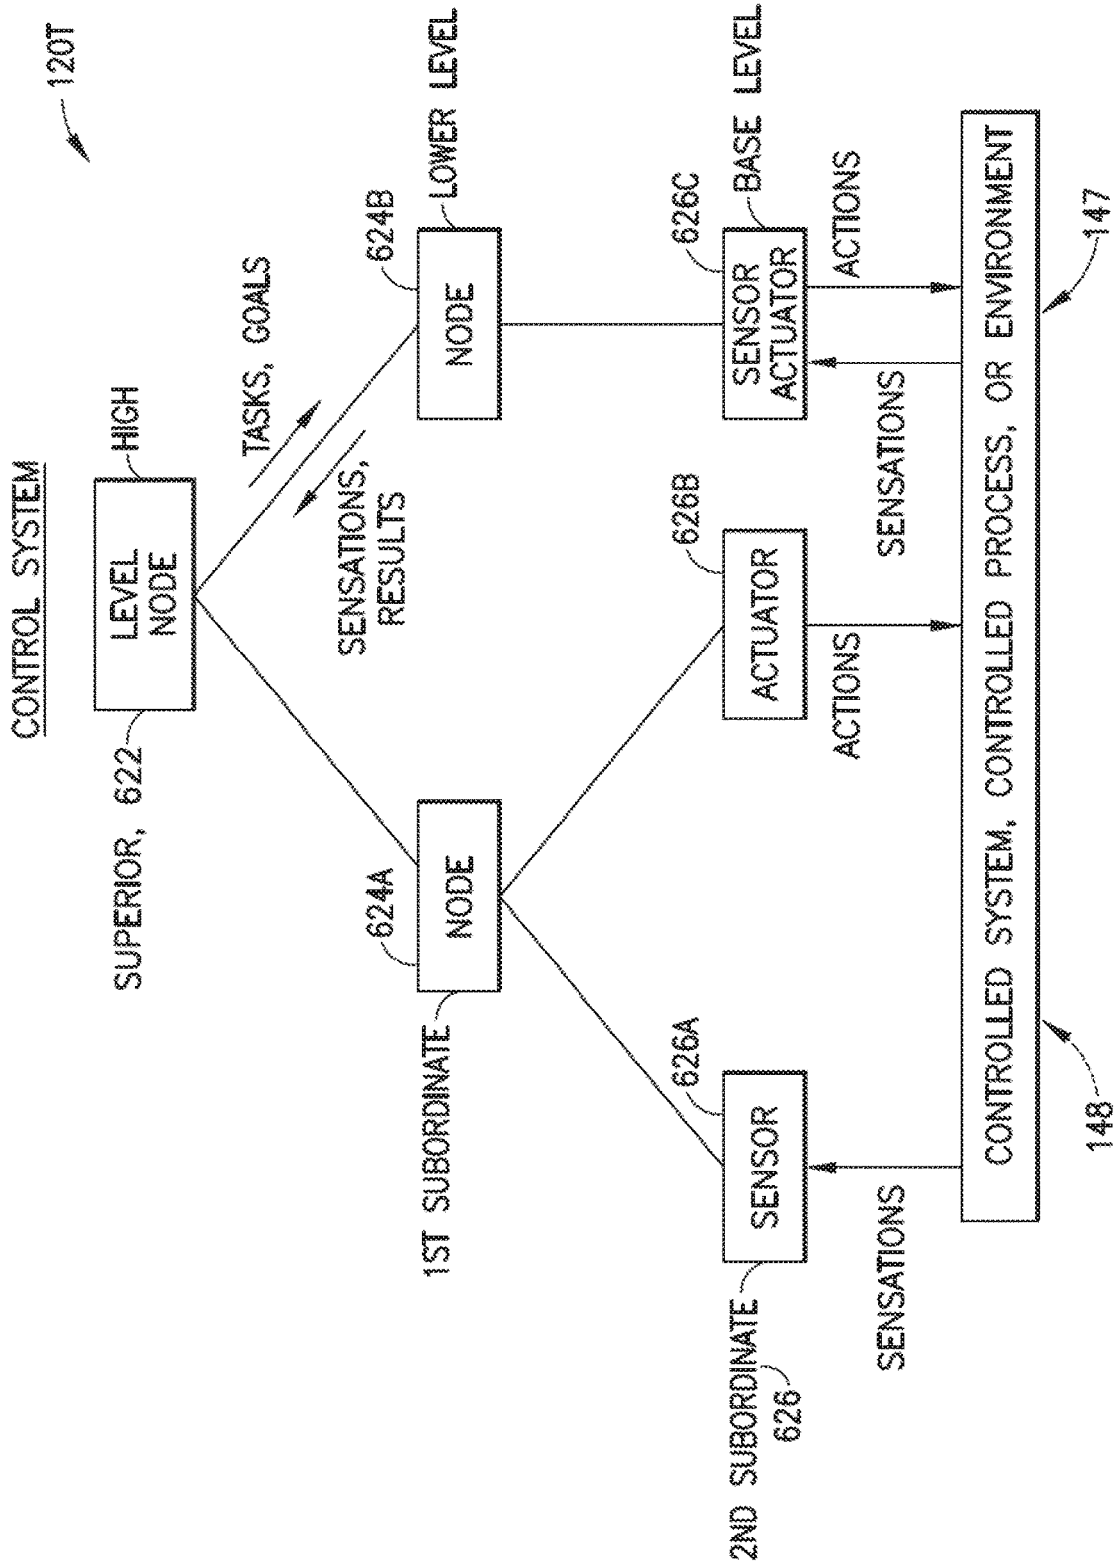 CONTROL SYSTEM
120T
SUPERIOR, 622
LEVEL
NODE
HIGH
TASKS, GOALS
SENSATIONS,
RESULTS
1ST SUBORDINATE
624A
NODE
624B
NODE
LOWER LEVEL
2ND SUBORDINATE
626
626A
SENSOR
626B
ACTUATOR
626C
SENSOR
ACTUATOR
BASE LEVEL
SENSATIONS
ACTIONS
SENSATIONS
ACTIONS
CONTROLLED SYSTEM, CONTROLLED PROCESS, OR ENVIRONMENT
148
147